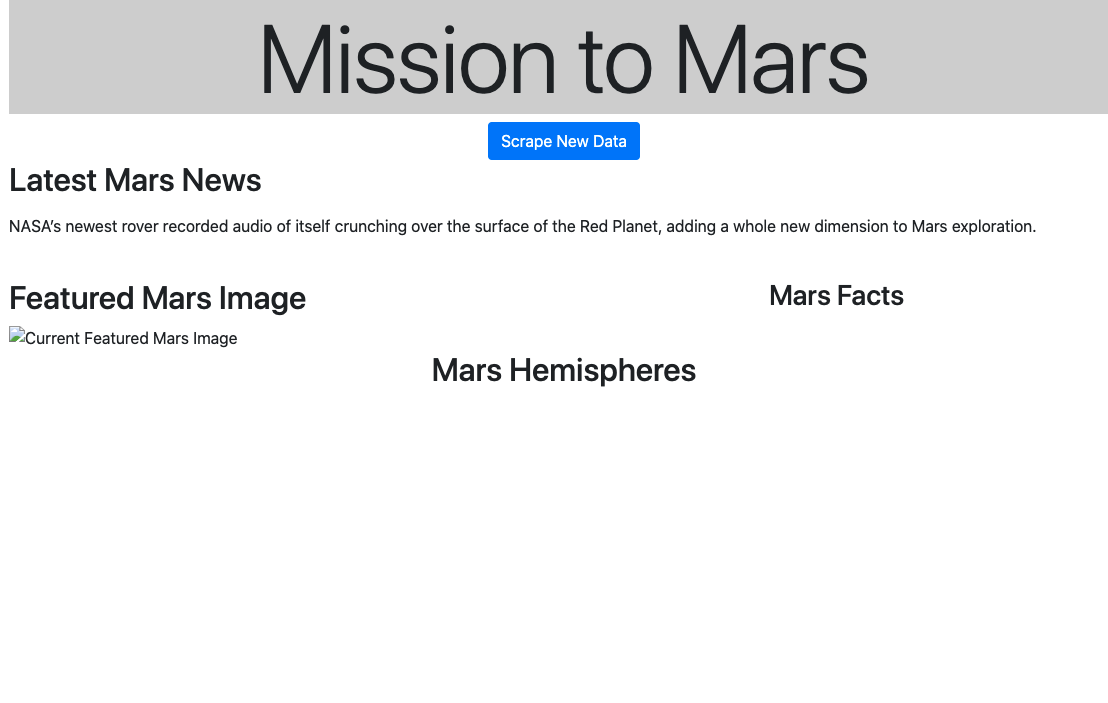 Mission to Mars
Scrape New Data
Latest Mars News
NASA’s newest rover recorded audio of itself crunching over the surface of the Red Planet, adding a whole new dimension to Mars exploration.
Featured Mars Image
Mars Facts
Current Featured Mars Image
Mars Hemispheres